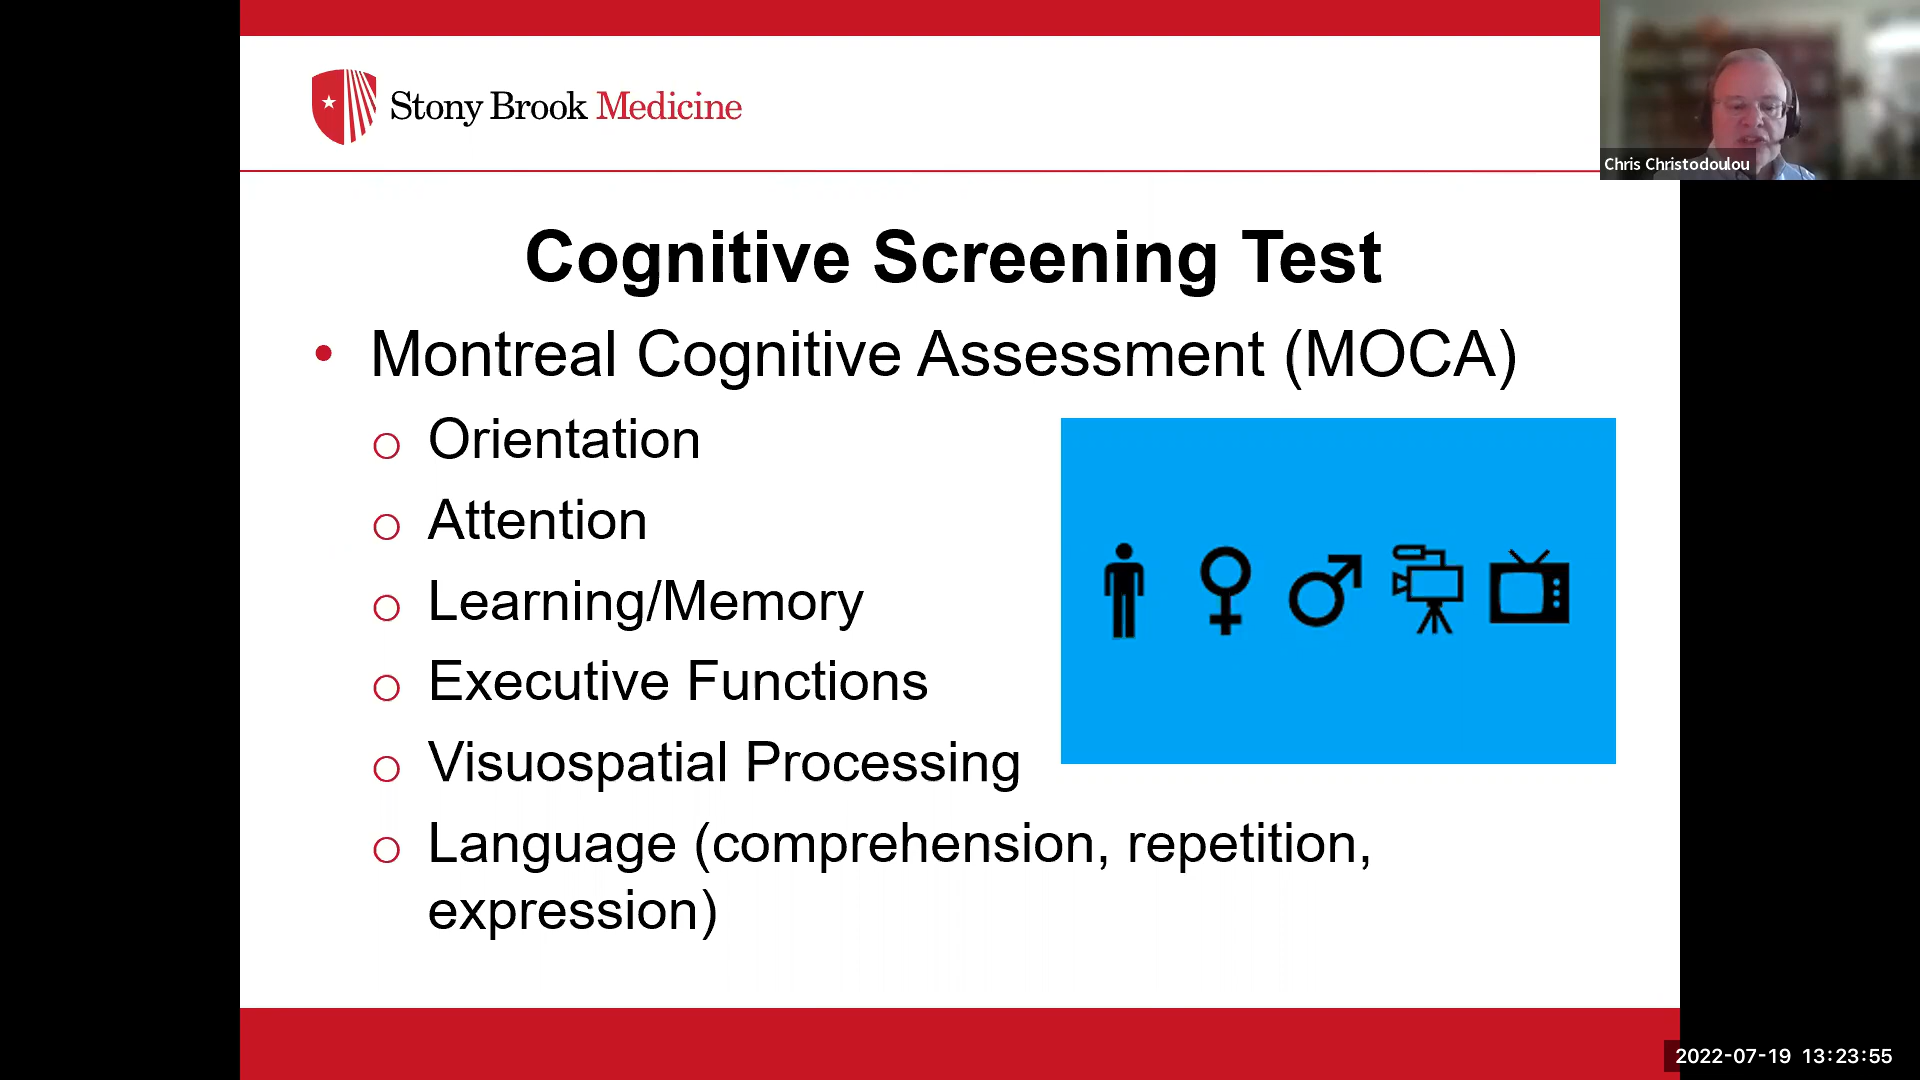 Stony Brook Medicine
Chris Christodoulou
Cognitive Screening Test
• Montreal Cognitive Assessment (MOCA)
o Orientation
o Attention
o Learning/Memory
o Executive Functions
o Visuospatial Processing
o Language (comprehension, repetition,
expression)
2022-07-19 13:23:55